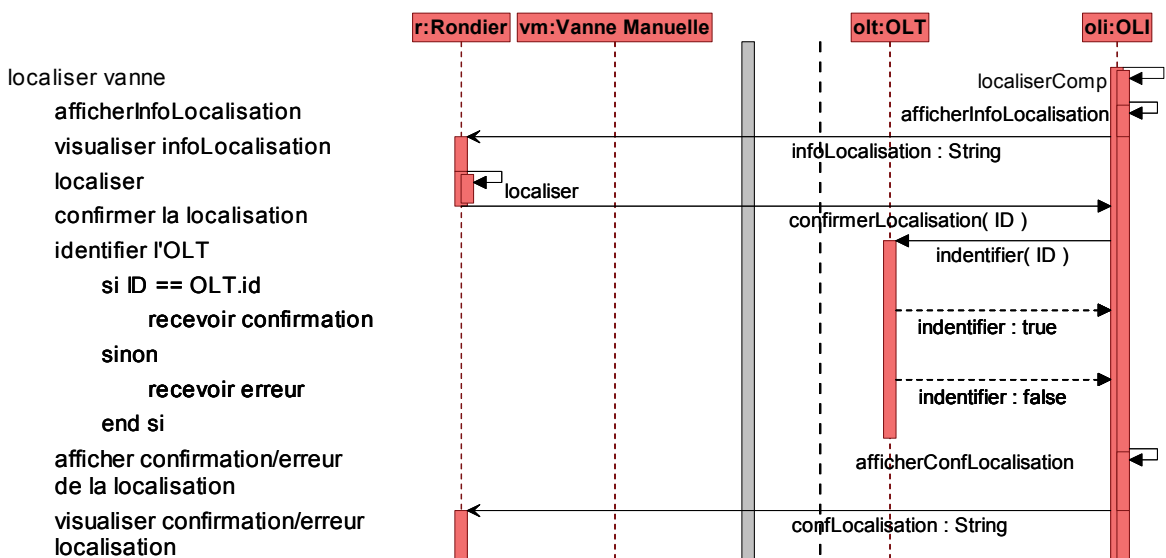 r:Rondier vm:Vanne Manuelle olt:OLT oli:OLI
localiser vanne
localiserComp
afficherInfoLocalisation
afficherInfoLocalisation
visualiser infoLocalisation
infoLocalisation : String
localiser
localiser
confirmer la localisation
confirmerLocalisation( ID )
identifier l'OLT
indentifier( ID )
si ID == OLT.id
recevoir confirmation
indentifier : true
sinon
recevoir erreur
indentifier : false
end si
afficher confirmation/erreur
de la localisation
afficherConfLocalisation
visualiser confirmation/erreur
localisation
confLocalisation : String